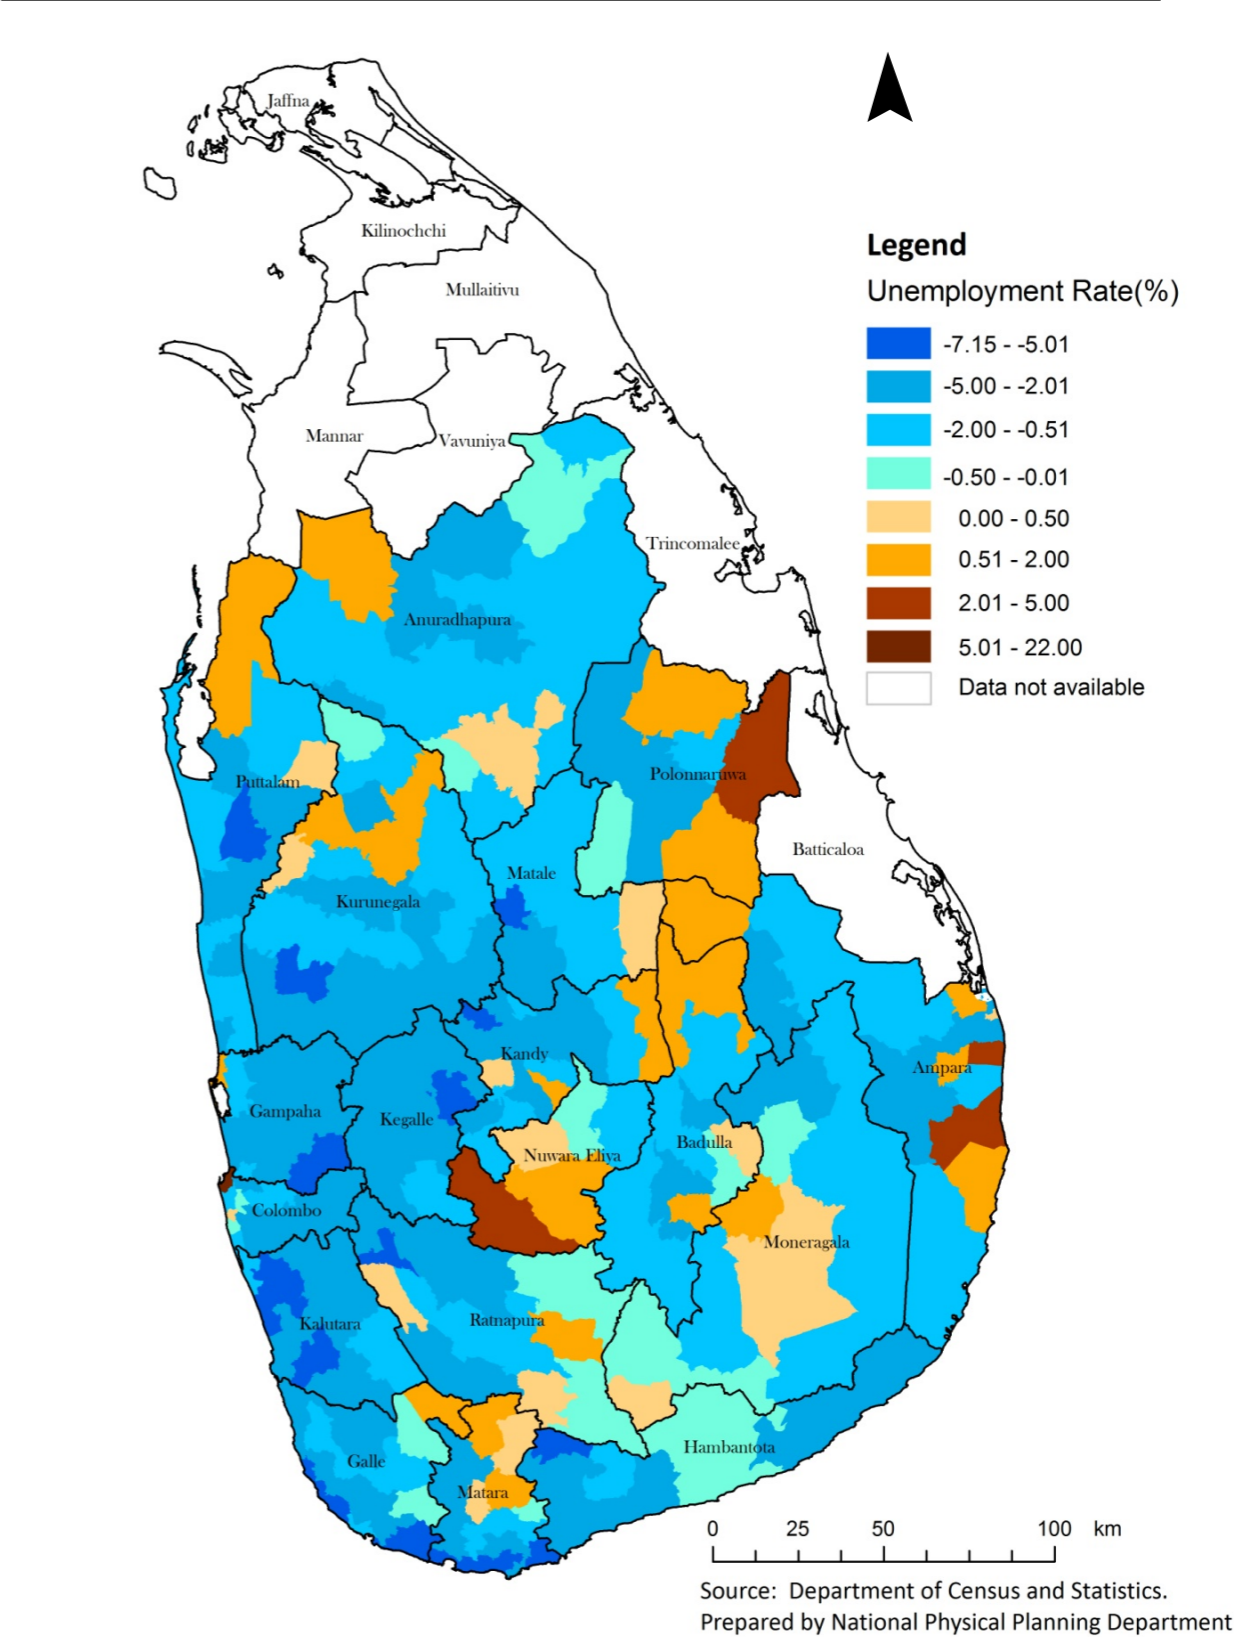 Jaffna
Kilinochchi
Legend
Mullaitivu
Unemployment Rate(%)
-7.15 - -5.01
-5.00 - -2.01
-2.00 - -0.51
Mannar
Vavuniya
-0.50 - -0.01
0.00 - 0.50
Trincomalee
0.51 - 2.00
2.01 - 5.00
Anuradhapura
5.01 - 22.00
Data not available
Polonnaruwa
Puttalam
Batticaloa
Matale
Kurunegala
Kandy
Ampara
Gampaha
Kegalle
Badulla
Nuwara Eliya
Colombo
Moneragala
Ratnapura
Kalutara
Hambantota
Galle
Matara
0 25 50 100 km
Source: Department of Census and Statistics.
Prepared by National Physical Planning Department